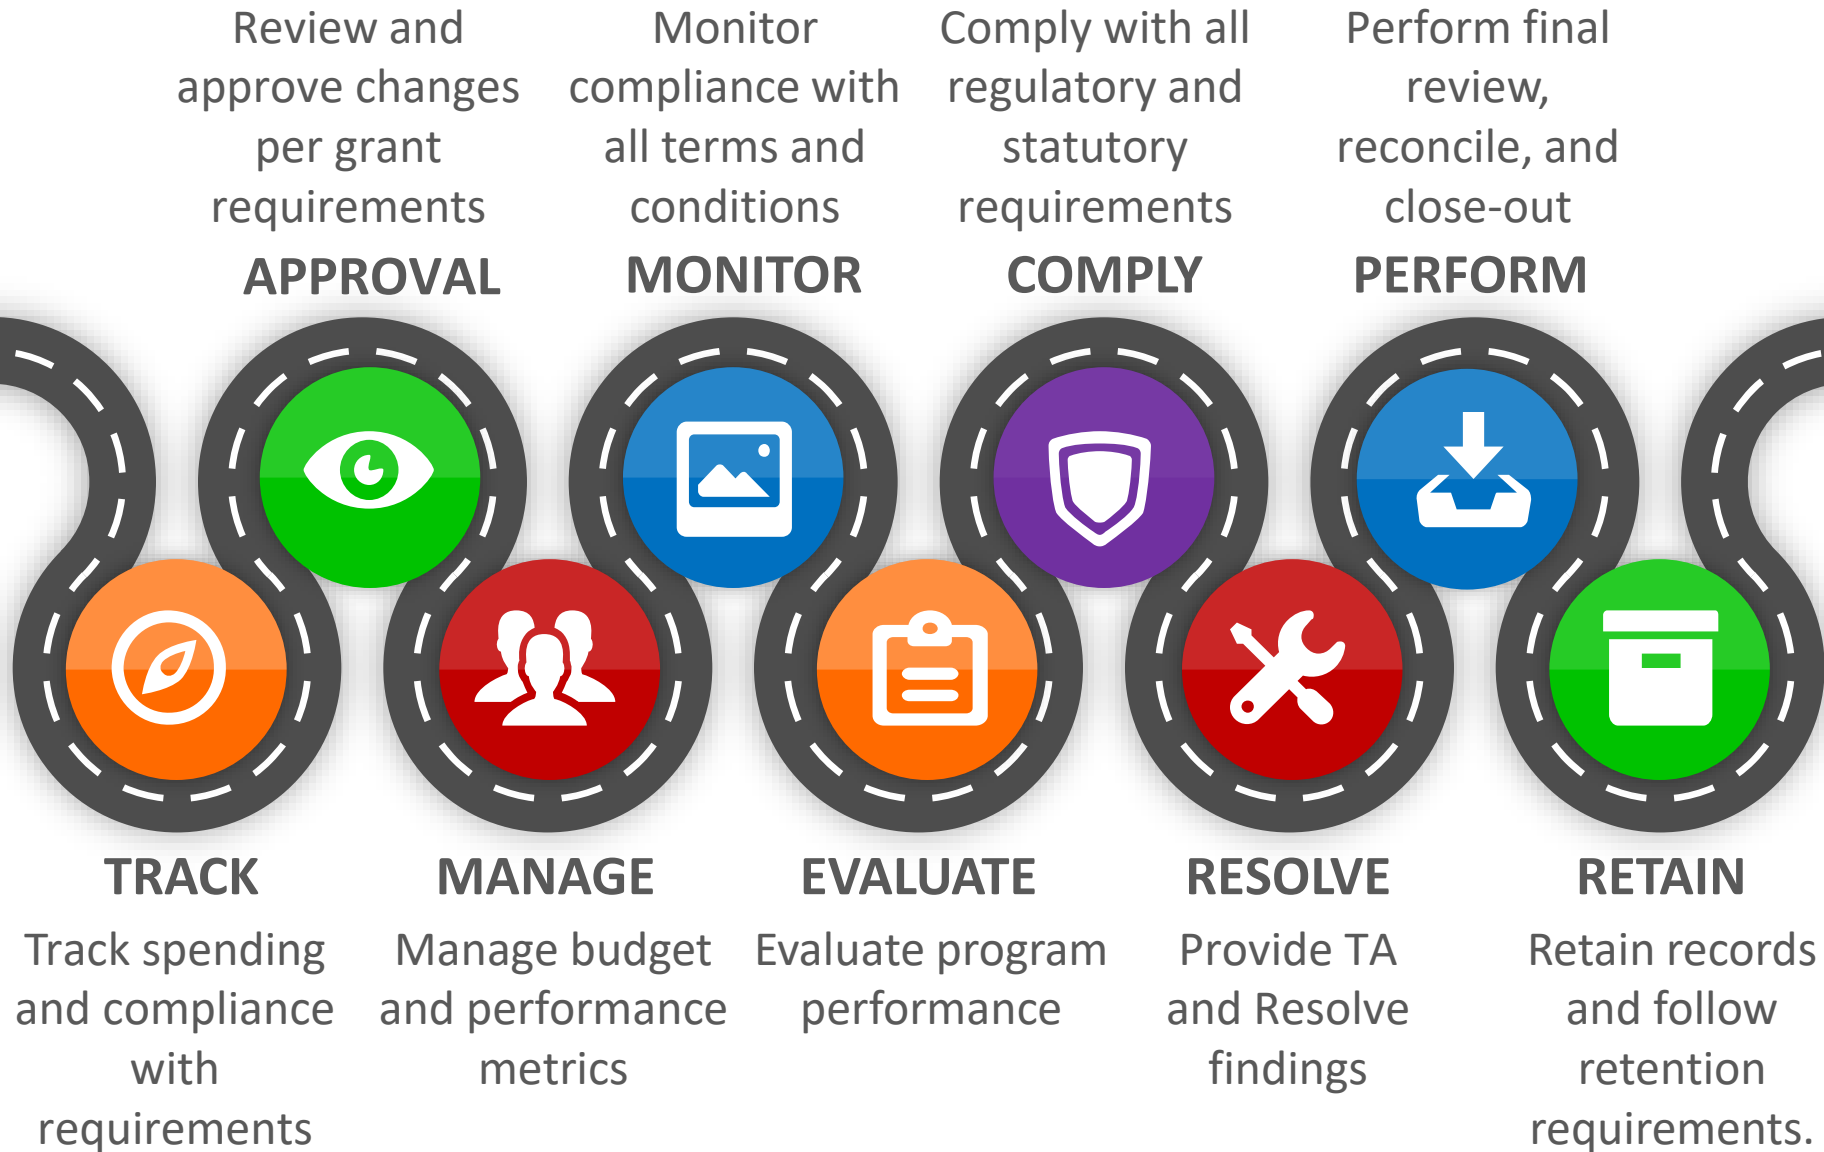 Review and
approve changes
per grant
requirements
APPROVAL
Monitor
compliance with
all terms and
conditions
MONITOR
Comply with all
regulatory and
statutory
requirements
COMPLY
Perform final
review,
reconcile, and
close-out
PERFORM
TRACK
Track spending
and compliance
with
requirements
MANAGE
Manage budget
and performance
metrics
EVALUATE
Evaluate program
performance
RESOLVE
Provide TA
and Resolve
findings
RETAIN
Retain records
and follow
retention
requirements.